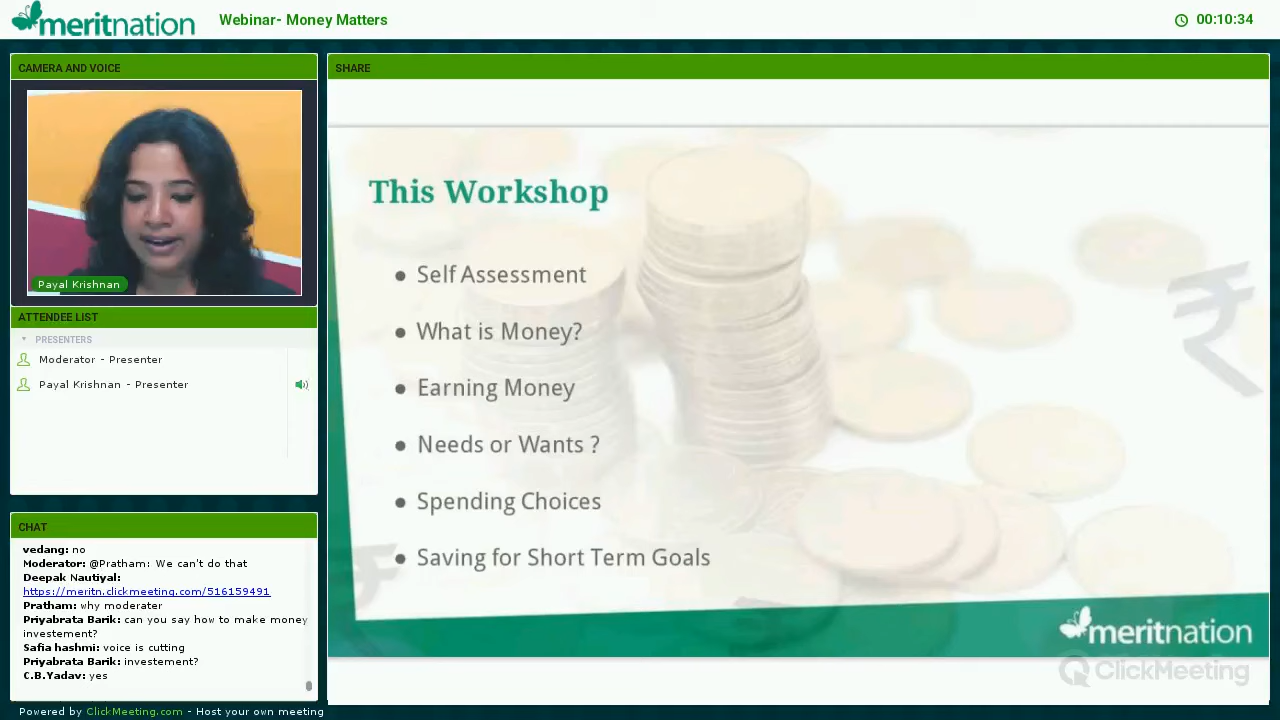 meritnation
Webinar- Money Matters
00:10:34
CAMERA AND VOICE
Payal Krishnan
ATTENDEE LIST
PRESENTERS
Moderator - Presenter
Payal Krishnan - Presenter
CHAT
vedang: no
Moderator: @Pratham: We can't do that
Deepak Nautiyal:
https://meritn.clickmeeting.com/516159491
Pratham: why moderater
Priyabrata Barik: can you say how to make money
investement?
Safia hashmi: voice is cutting
Priyabrata Barik: investement?
C.B.Yadav: yes
SHARE
This Workshop
● Self Assessment
● What is Money?
● Earning Money
● Needs or Wants ?
● Spending Choices
● Saving for Short Term Goals
meritnation
ClickMeeting
Powered by ClickMeeting.com - Host your own meeting